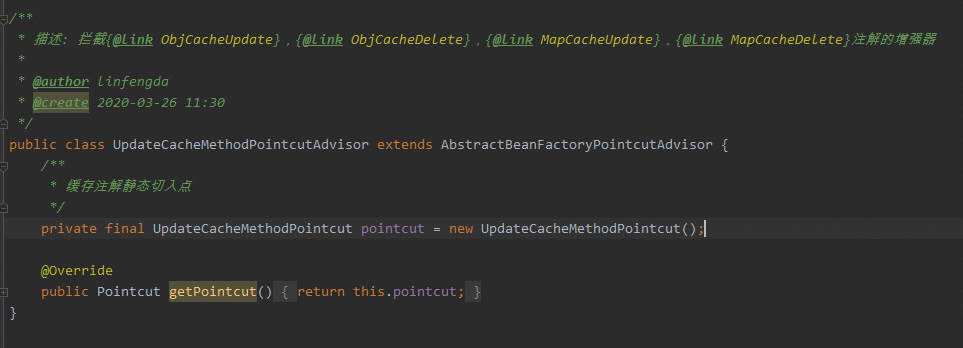 /**
 * 描述: 拦截{@Link ObjCacheUpdate},{@Link ObjCacheDelete},{@link MapCacheUpdate},{@Link MapCacheDelete}注解的增强器
 *
 * @author linfengda
 * @create 2020-03-26 11:30
 */
public class UpdateCacheMethodPointcutAdvisor extends AbstractBeanFactoryPointcutAdvisor {
    /**
     * 缓存注解静态切入点
     */
    private final UpdateCacheMethodPointcut pointcut = new UpdateCacheMethodPointcut();

    @Override
    public Pointcut getPointcut() { return this.pointcut; }
}